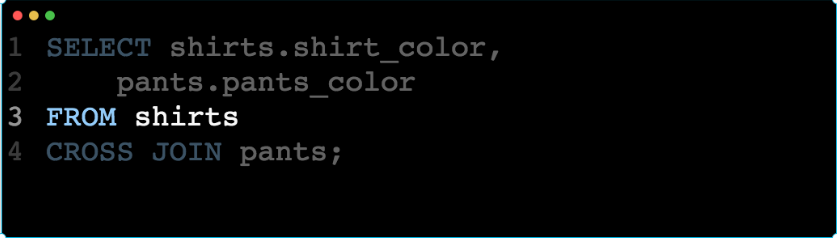 1 SELECT shirts.shirt_color,
2     pants.pants_color
3 FROM shirts
4 CROSS JOIN pants;